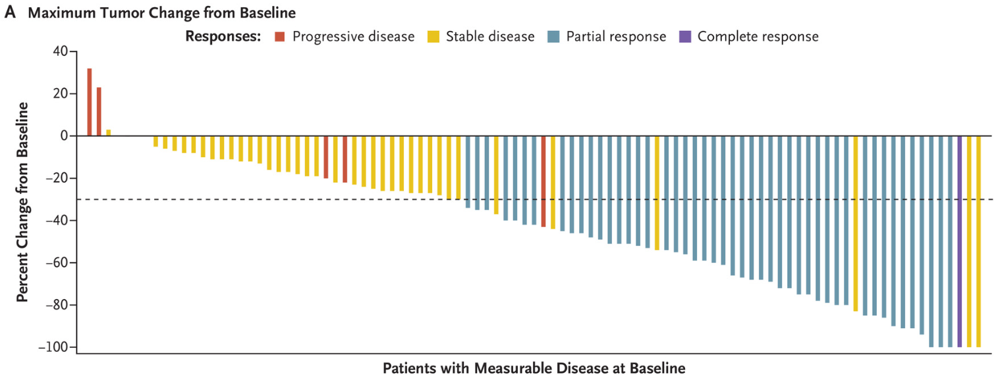 A Maximum Tumor Change from Baseline
Responses: Progressive disease Stable disease Partial response Complete response
40
20
0
−20
−40
−60
−80
−100
Percent Change from Baseline
Patients with Measurable Disease at Baseline